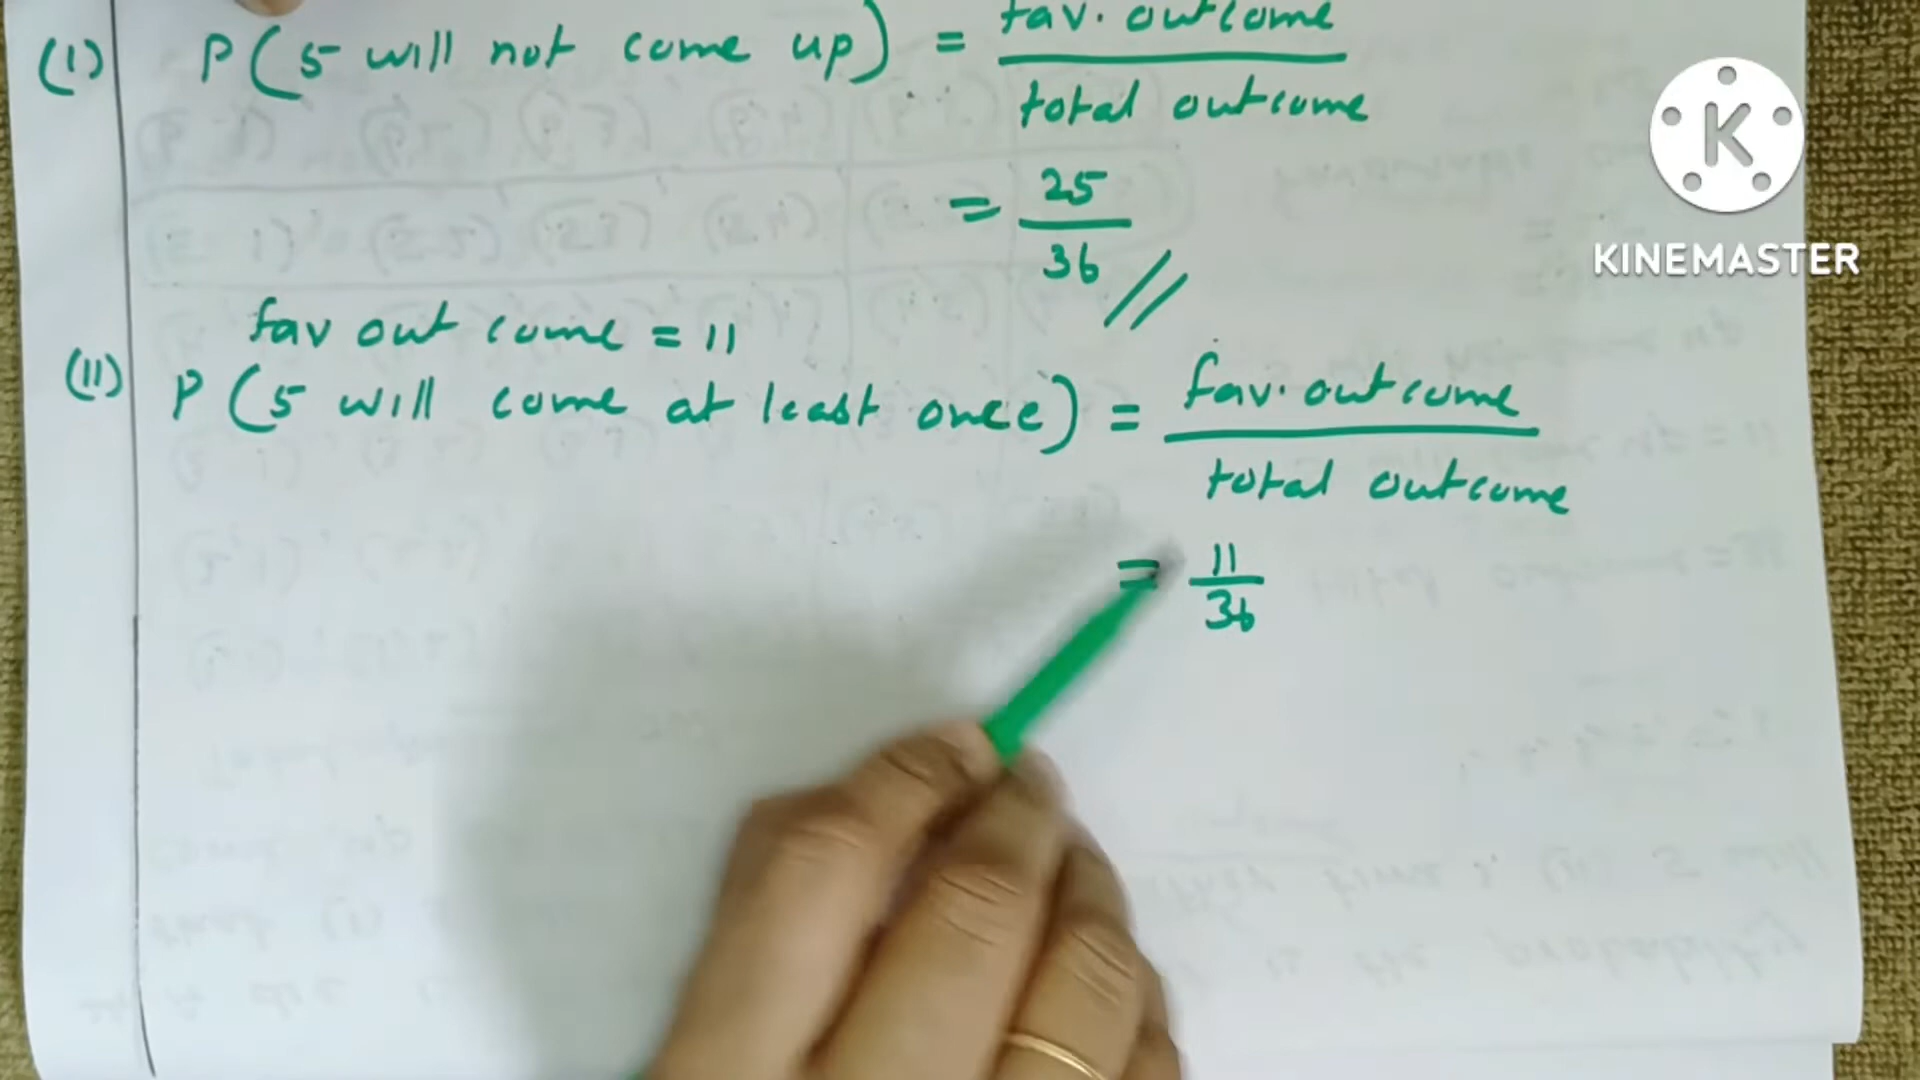 (I) P(5 will not come up) = fav. outcome
total outcome
= 25
36 //
fav out come = 11
(II) P(5 will come at least once) = fav. outcome
total outcome
= 11
36
K
KINEMASTER